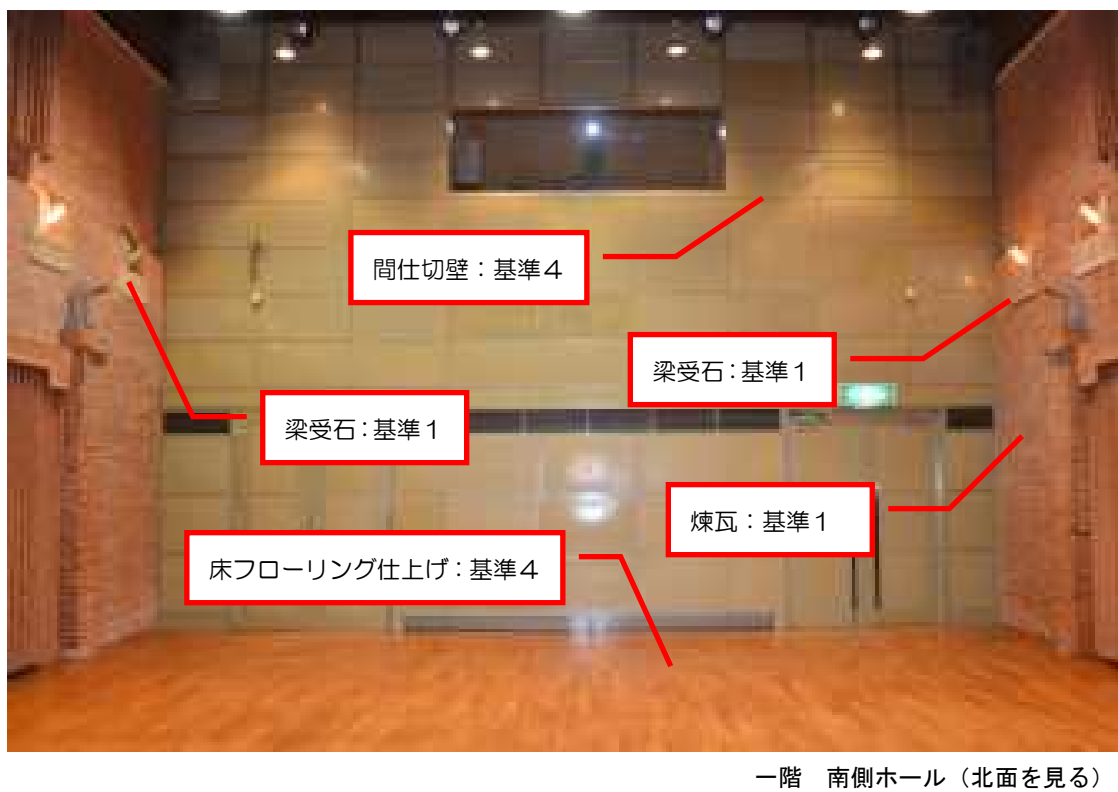 間仕切壁：基準４
梁受石：基準１
梁受石：基準１
煉瓦：基準１
床フローリング仕上げ：基準４
一階　南側ホール（北面を見る）